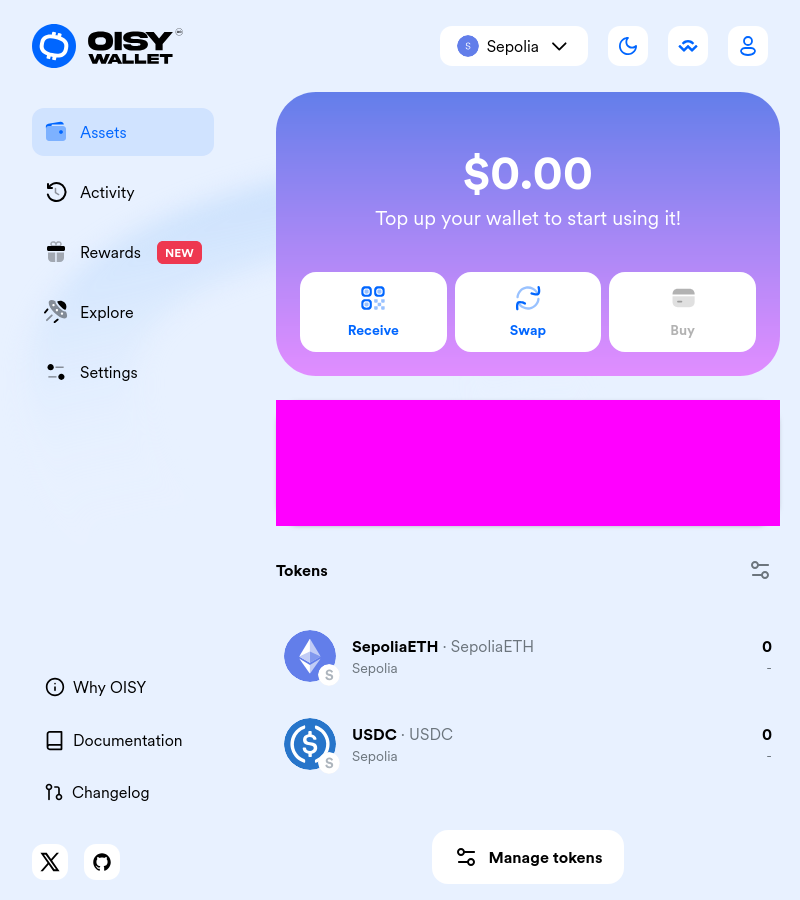 OISY
WALLET
S Sepolia
Assets
Activity
Rewards NEW
Explore
Settings
$0.00
Top up your wallet to start using it!
Receive
Swap
Buy
Tokens
SepoliaETH · SepoliaETH
0
S
Sepolia
-
USDC · USDC
0
S
Sepolia
-
Manage tokens
Why OISY
Documentation
Changelog